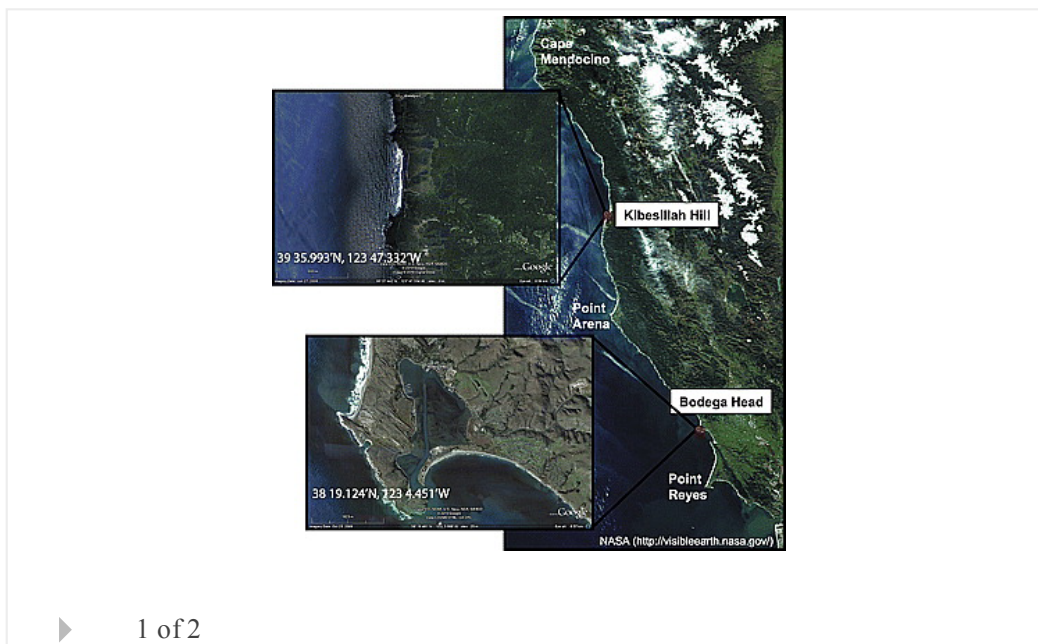 Cape
Mendocino
Kibesillah Hill
39 35.993'N, 123 47.332'W
Google
Point
Arena
Bodega Head
38 19.124'N, 123 4.451'W
Google
Point
Reyes
NASA (http://visibleearth.nasa.gov/)
1 of 2